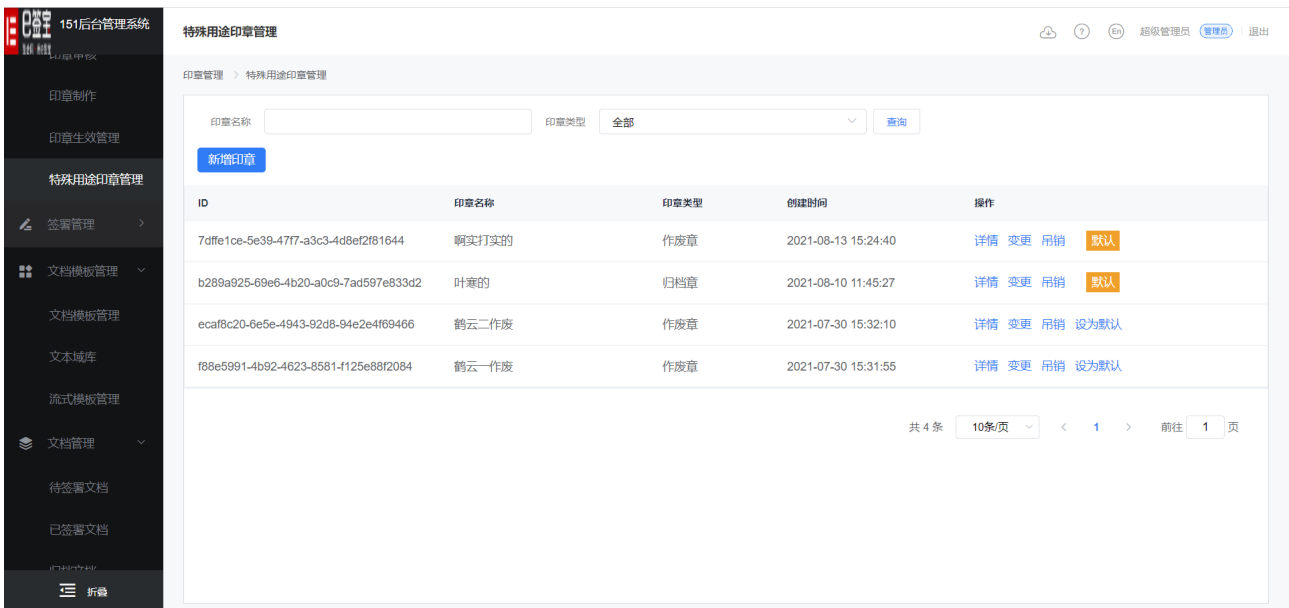 151后台管理系统
特殊用途印章管理
En
超级管理员
管理员
退出
印章审核
印章制作
印章生效管理
特殊用途印章管理
签署管理
文档模板管理
文档模板管理
文本域库
流式模板管理
文档管理
待签署文档
已签署文档
归档文档
折叠
印章管理 > 特殊用途印章管理
印章名称 印章类型 全部 查询
新增印章
ID 印章名称 印章类型 创建时间 操作
7dffe1ce-5e39-47f7-a3c3-4d8ef2f81644 啊实打实的 作废章 2021-08-13 15:24:40 详情 变更 吊销 默认
b289a925-69e6-4b20-a0c9-7ad597e833d2 叶寒的 归档章 2021-08-10 11:45:27 详情 变更 吊销 默认
ecaf8c20-6e5e-4943-92d8-94e2e4f69466 鹤云二作废 作废章 2021-07-30 15:32:10 详情 变更 吊销 设为默认
f88e5991-4b92-4623-8581-f125e88f2084 鹤云一作废 作废章 2021-07-30 15:31:55 详情 变更 吊销 设为默认
共 4 条 10条/页 < 1 > 前往 1 页